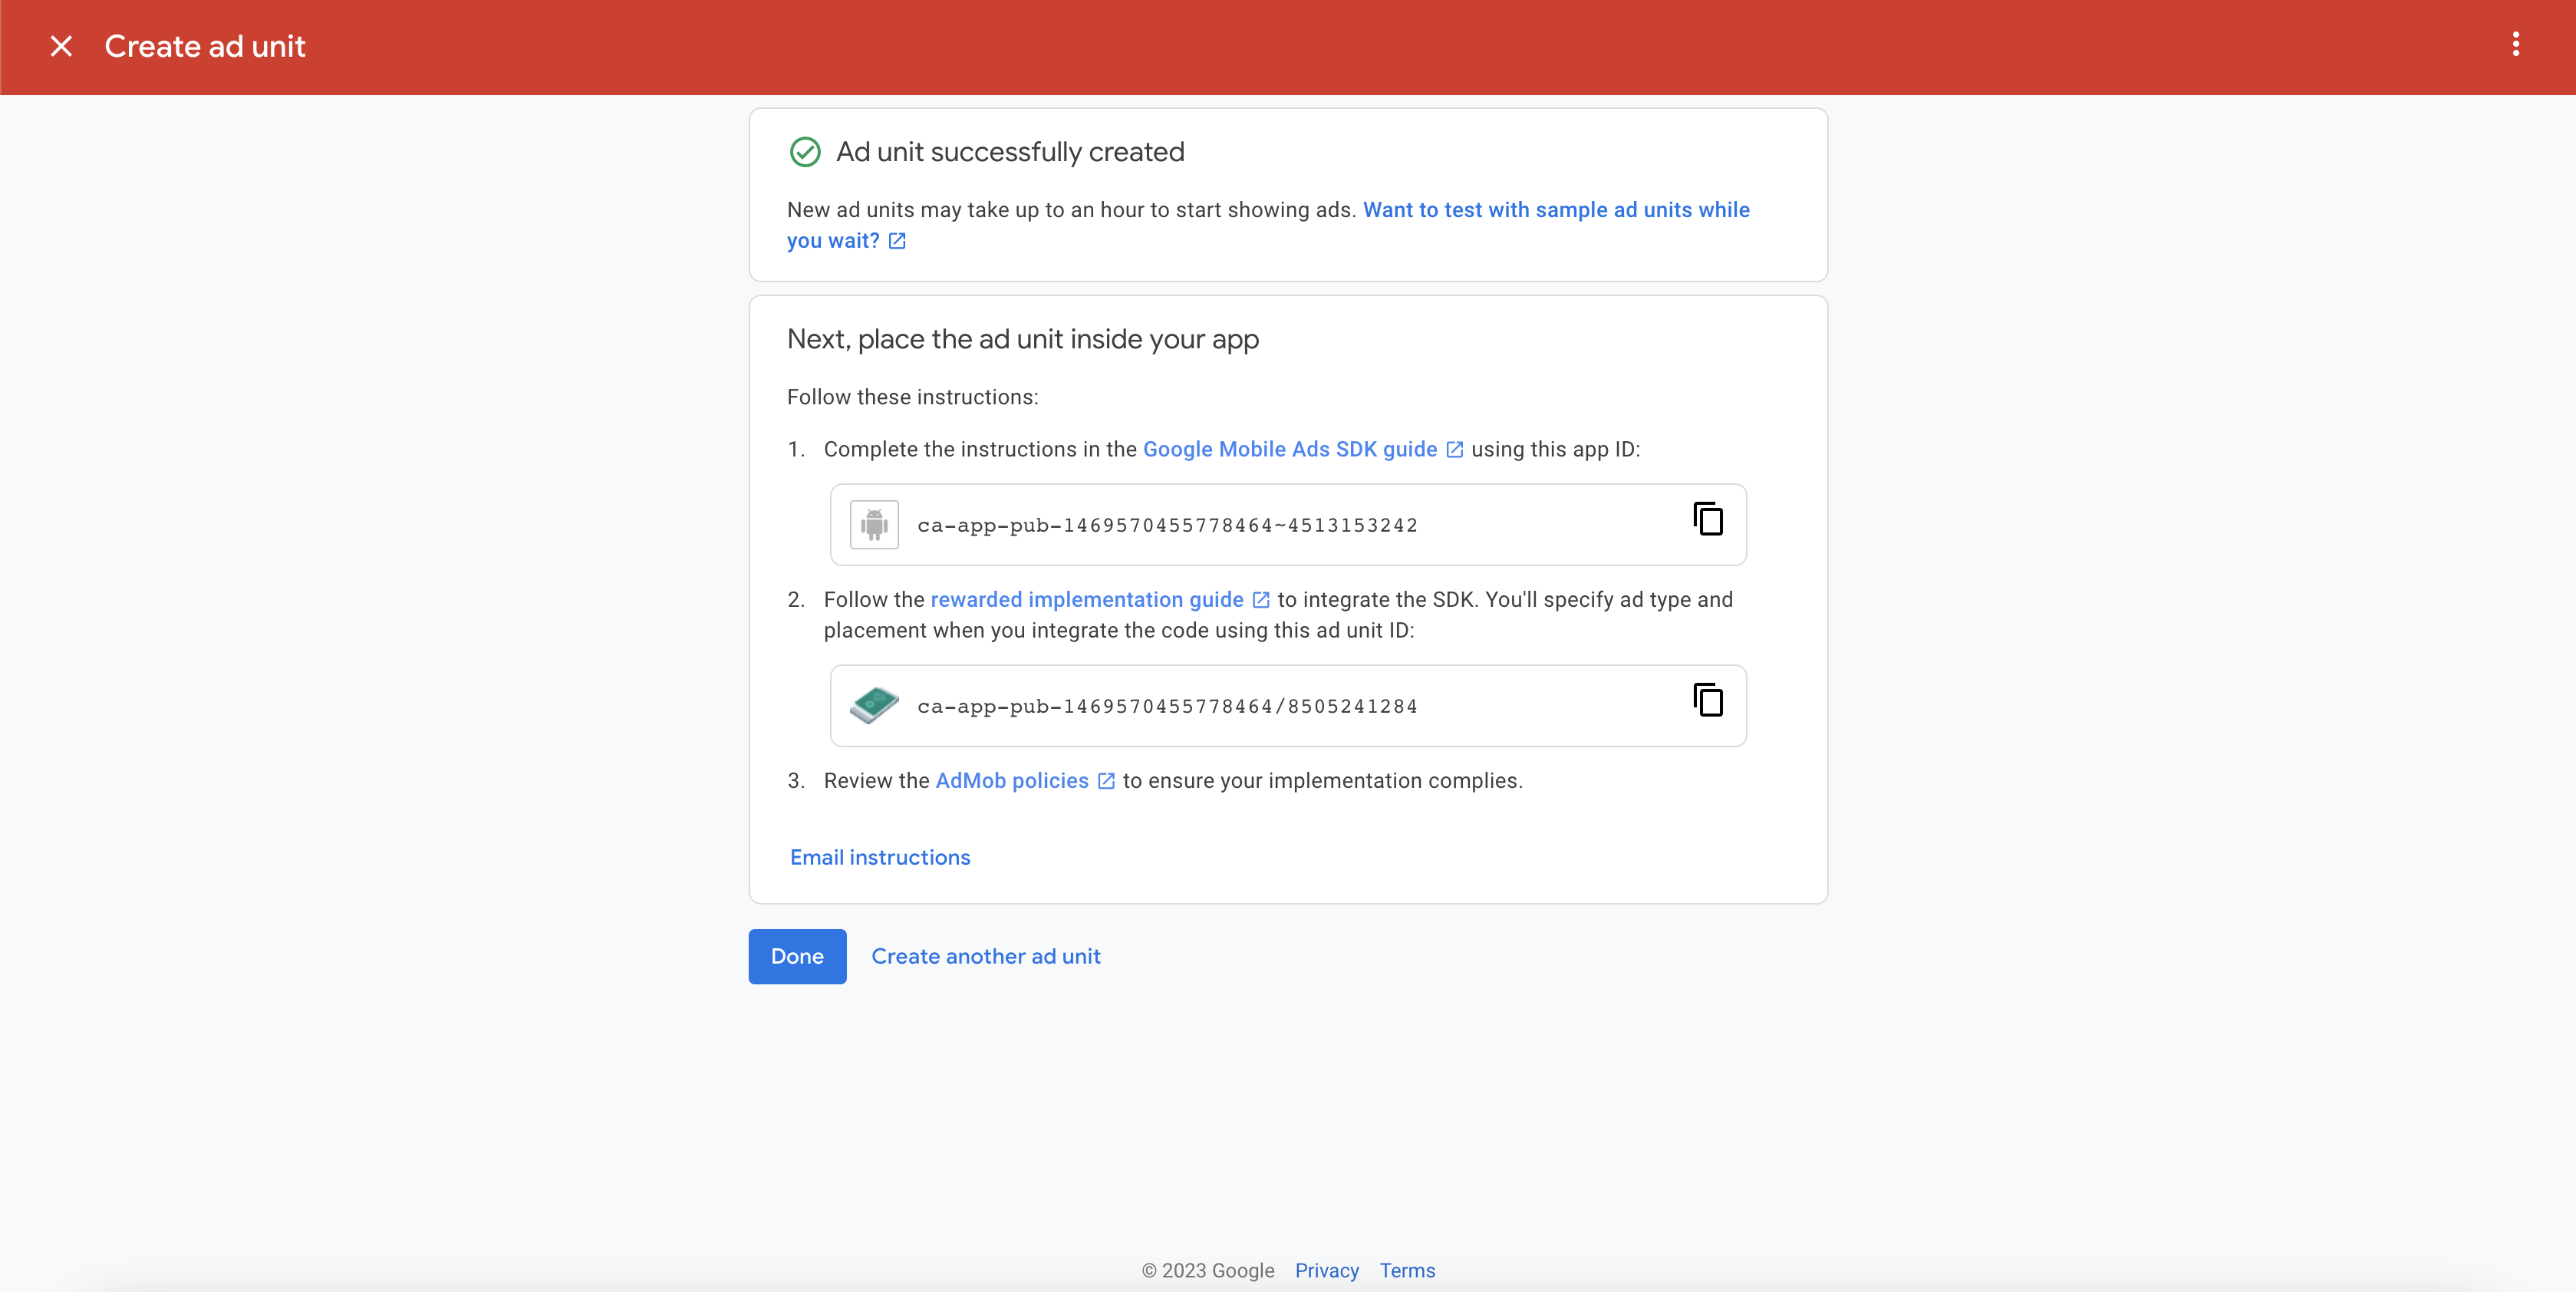 Create ad unit
Ad unit successfully created
New ad units may take up to an hour to start showing ads. Want to test with sample ad units while
you wait?
Next, place the ad unit inside your app
Follow these instructions:
1. Complete the instructions in the Google Mobile Ads SDK guide using this app ID:
ca-app-pub-1469570455778464~4513153242
2. Follow the rewarded implementation guide to integrate the SDK. You'll specify ad type and
placement when you integrate the code using this ad unit ID:
ca-app-pub-1469570455778464/8505241284
3. Review the AdMob policies to ensure your implementation complies.
Email instructions
Done Create another ad unit
© 2023 Google Privacy Terms